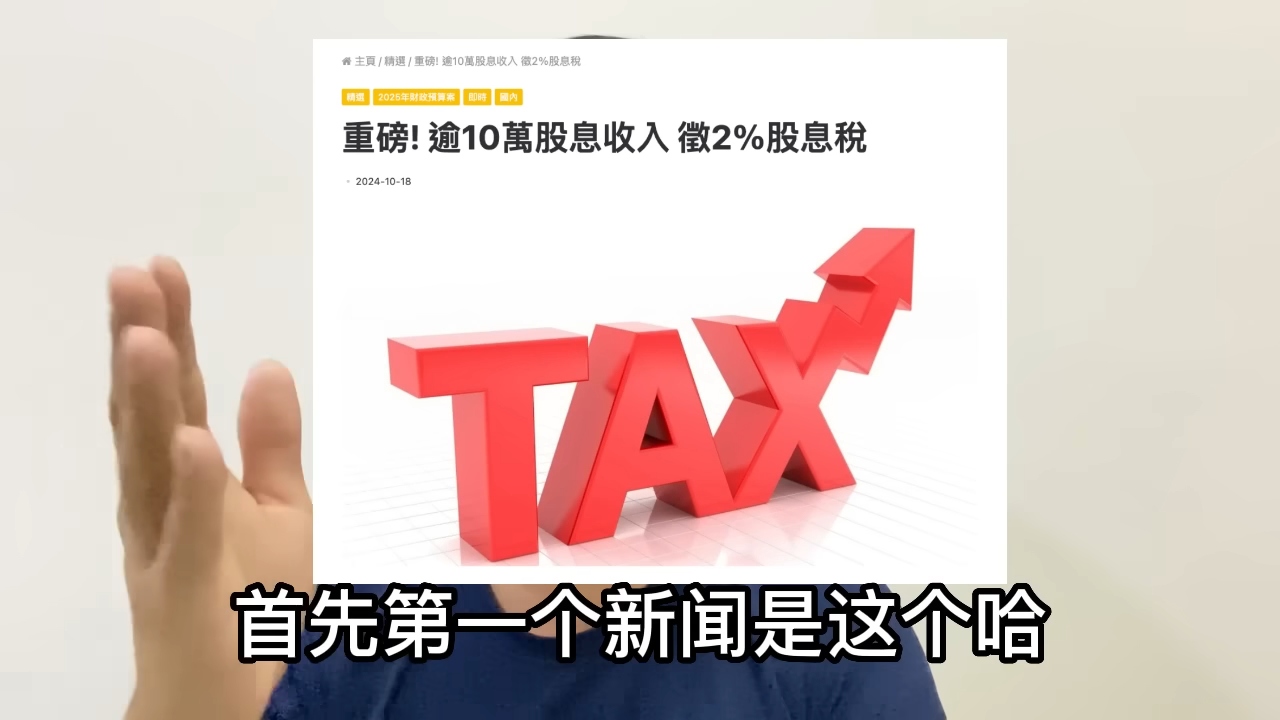 主頁 / 精選 / 重磅! 逾10萬股息收入 徵2%股息稅
精選 2025年財政預算案 即時 國內
重磅! 逾10萬股息收入 徵2%股息稅
2024-10-18
TAX
首先第一个新闻是这个哈